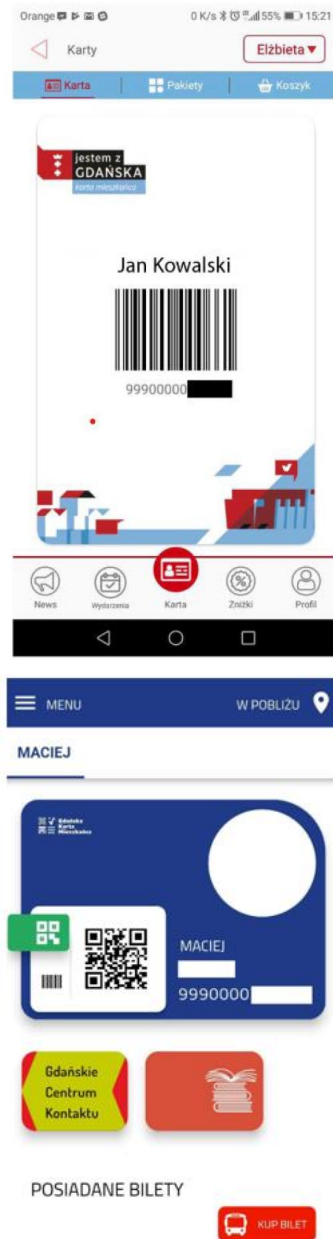 Orange 0 K/s 55% 15:21
Karty Elżbieta
Karta Pakiety Koszyk
jestem z
GDAŃSKA
karta mieszkańca
Jan Kowalski
99900000
News Wydarzenia Karta Zniżki Profil
MENU W POBLIŻU
MACIEJ
Gdańska
Karta
Mieszkańca
MACIEJ
9990000
Gdańskie
Centrum
Kontaktu
POSIADANE BILETY
KUP BILET